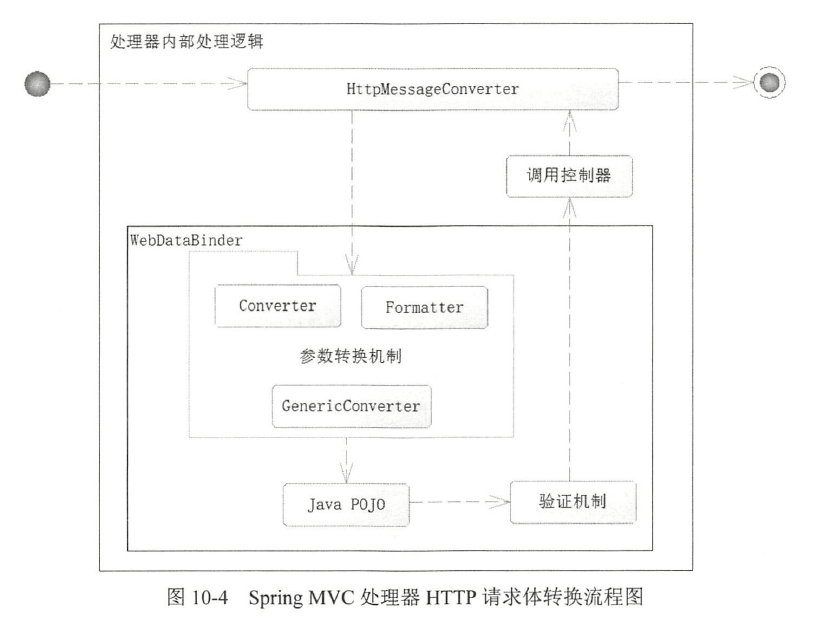 处理器内部处理逻辑
HttpMessageConverter
调用控制器
WebDataBinder
Converter
Formatter
参数转换机制
GenericConverter
Java POJO
验证机制
图 10-4 Spring MVC 处理器 HTTP 请求体转换流程图